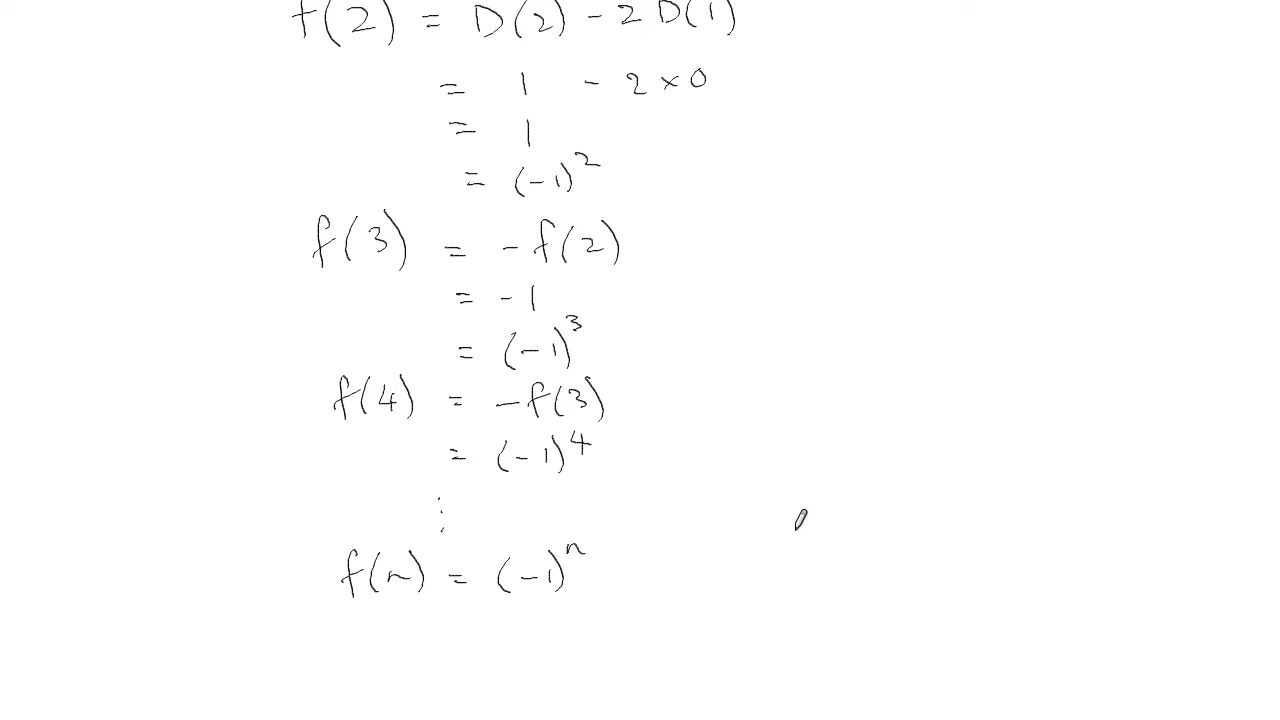 f(2) = D(2) - 2 D(1)
= 1 - 2 × 0
= 1
= (-1)²
f(3) = - f(2)
= - 1
= (-1)³
f(4) = - f(3)
= (-1)⁴
⋮
f(n) = (-1)ⁿ